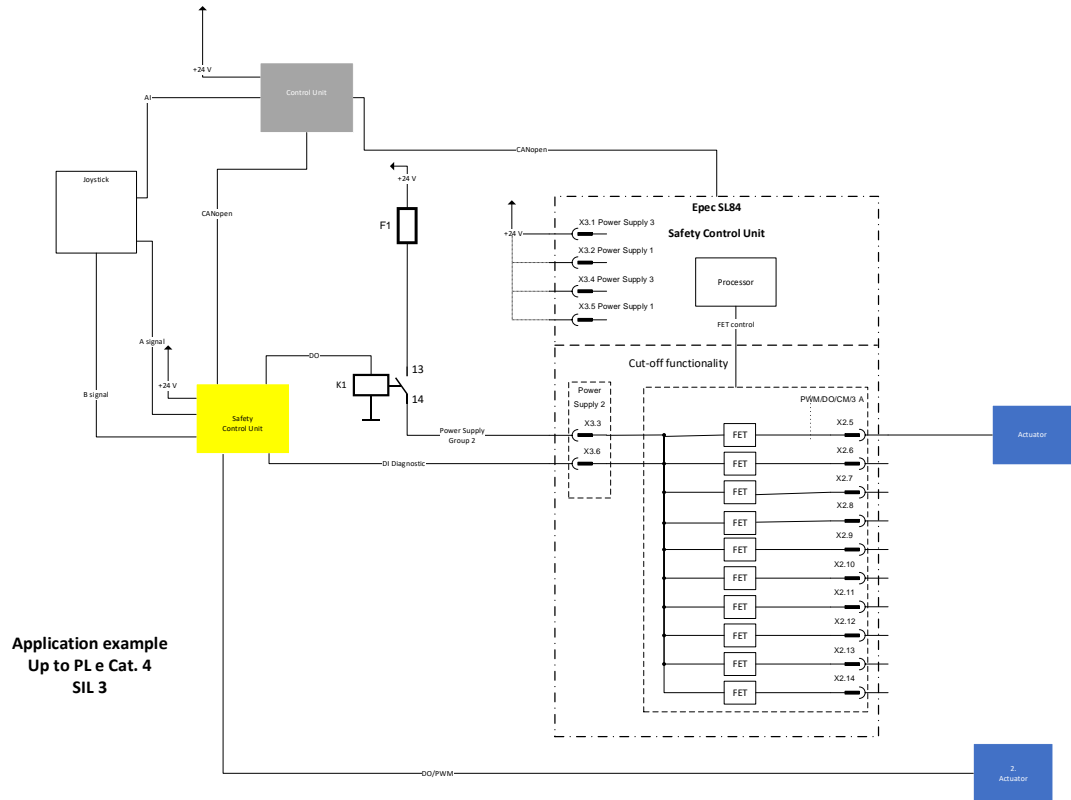 +24 V
Control Unit
AI
CANopen
Joystick
+24 V
CANopen
F1
Epec SL84
Safety Control Unit
+24 V
X3.1 Power Supply 3
X3.2 Power Supply 1
X3.4 Power Supply 3
X3.5 Power Supply 1
Processor
FET control
A signal
+24 V
B signal
DO
K1
13
14
Safety
Control Unit
Power Supply
Group 2
DI Diagnostic
Cut-off functionality
Power
Supply 2
X3.3
X3.6
PWM/DO/CM/3 A
FET
X2.5
FET
X2.6
FET
X2.7
FET
X2.8
FET
X2.9
FET
X2.10
FET
X2.11
FET
X2.12
FET
X2.13
FET
X2.14
Actuator
Application example
Up to PL e Cat. 4
SIL 3
DO/PWM
2.
Actuator